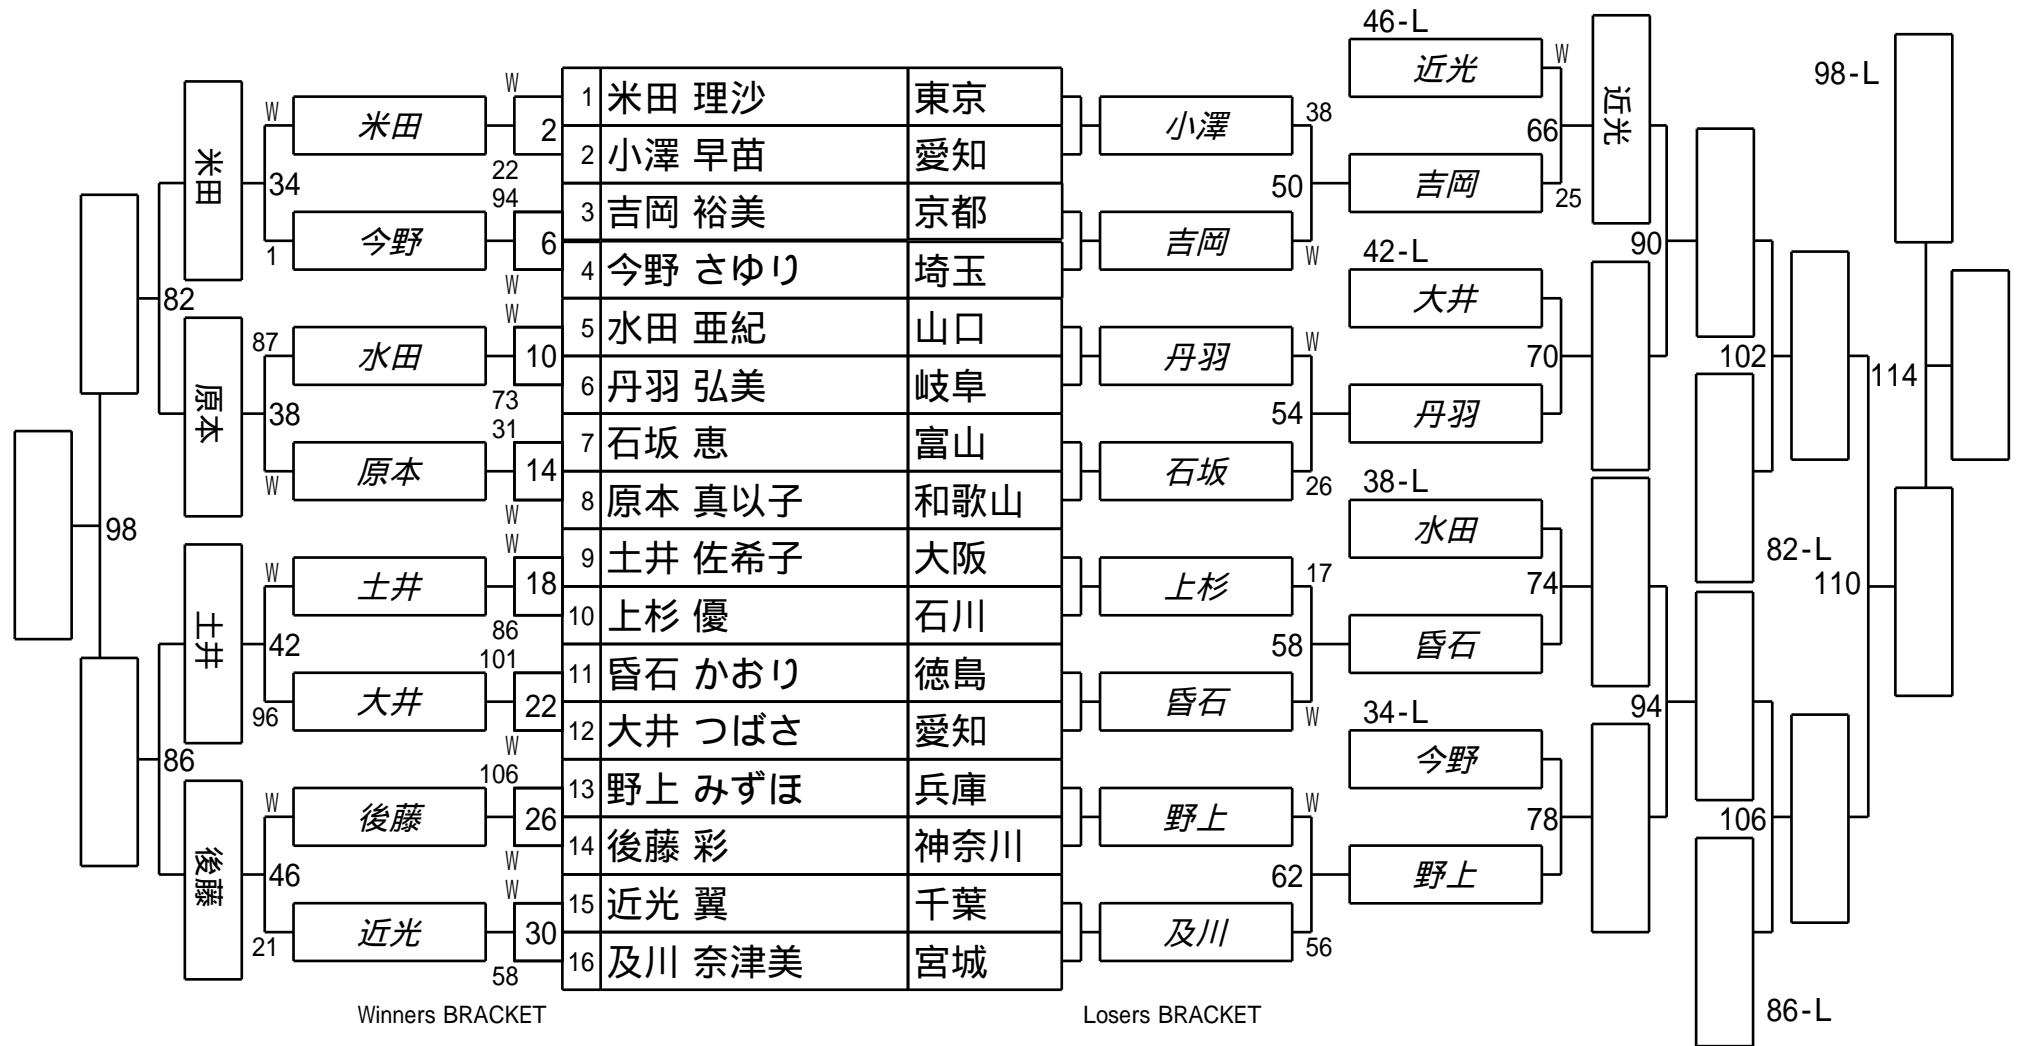 46-L
近光 W
98-L
W
1 米田 理沙 東京
W 米田 2 小澤 38
近光
米田
66
2 小澤 早苗 愛知
22
34 50 吉岡 25
94
3 吉岡 裕美 京都
今野 6 吉岡
1 W 90
4 今野 さゆり 埼玉
42-L
82 W 大井
W
5 水田 亜紀 山口
87 水田 10 丹羽 W
70 102 114
6 丹羽 弘美 岐阜
原本
73
38 54 丹羽
31
7 石坂 恵 富山
原本 14 石坂
W 26
38-L
8 原本 真以子 和歌山
98 W 水田
W
9 土井 佐希子 大阪
82-L
W 土井 18 上杉 17
74 110
10 上杉 優 石川
土井
86
42 58 昏石
101
11 昏石 かおり 徳島
大井 22 昏石
96 W 94
34-L
12 大井 つばさ 愛知
86 W 今野
106
13 野上 みずほ 兵庫
W 後藤 26 野上 W
78 106
14 後藤 彩 神奈川
後藤
W
46 62 野上
W
15 近光 翼 千葉
近光 30 及川
21 56
16 及川 奈津美 宮城
58
Winners BRACKET
Losers BRACKET
86-L